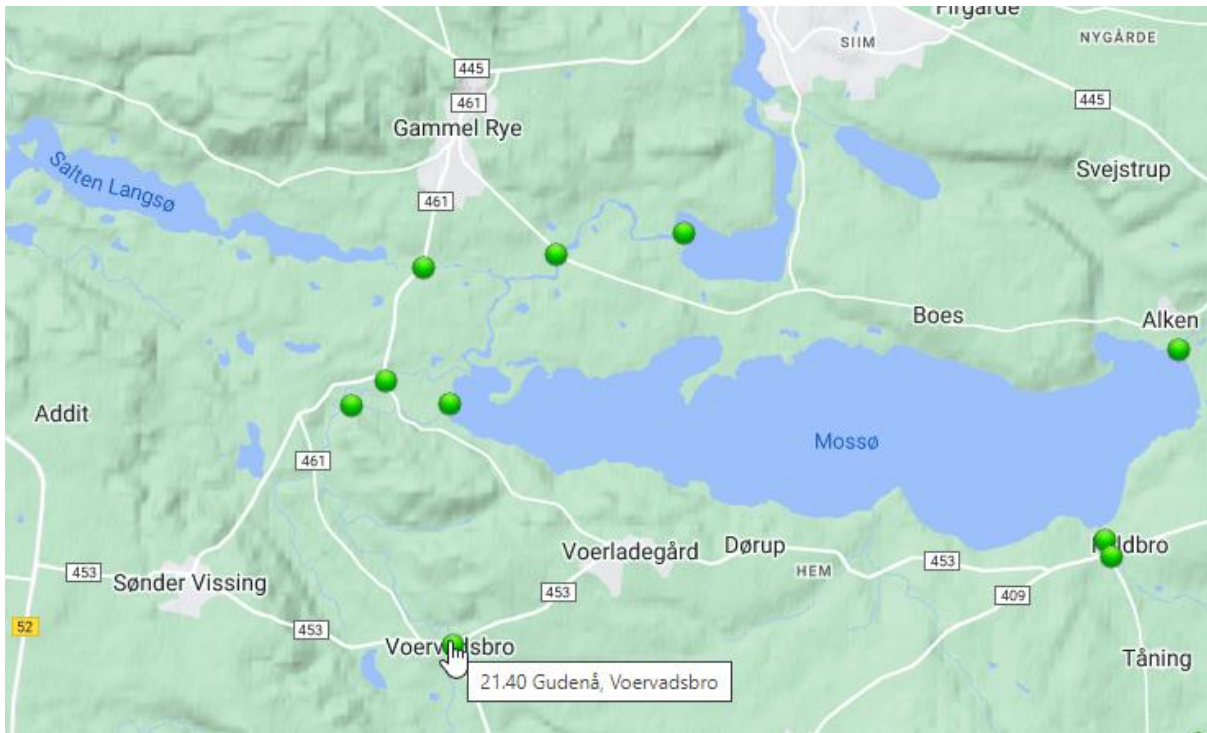 Firgårde
SIIM
NYGÅRDE
445
461
445
Gammel Rye
Svejstrup
Salten Langsø
461
Boes
Alken
Addit
Mossø
461
Voerladegård
Dørup
453
HEM
453
Sønder Vissing
453
409
52
453
Voervadsbro
Tåning
21.40 Gudenå, Voervadsbro